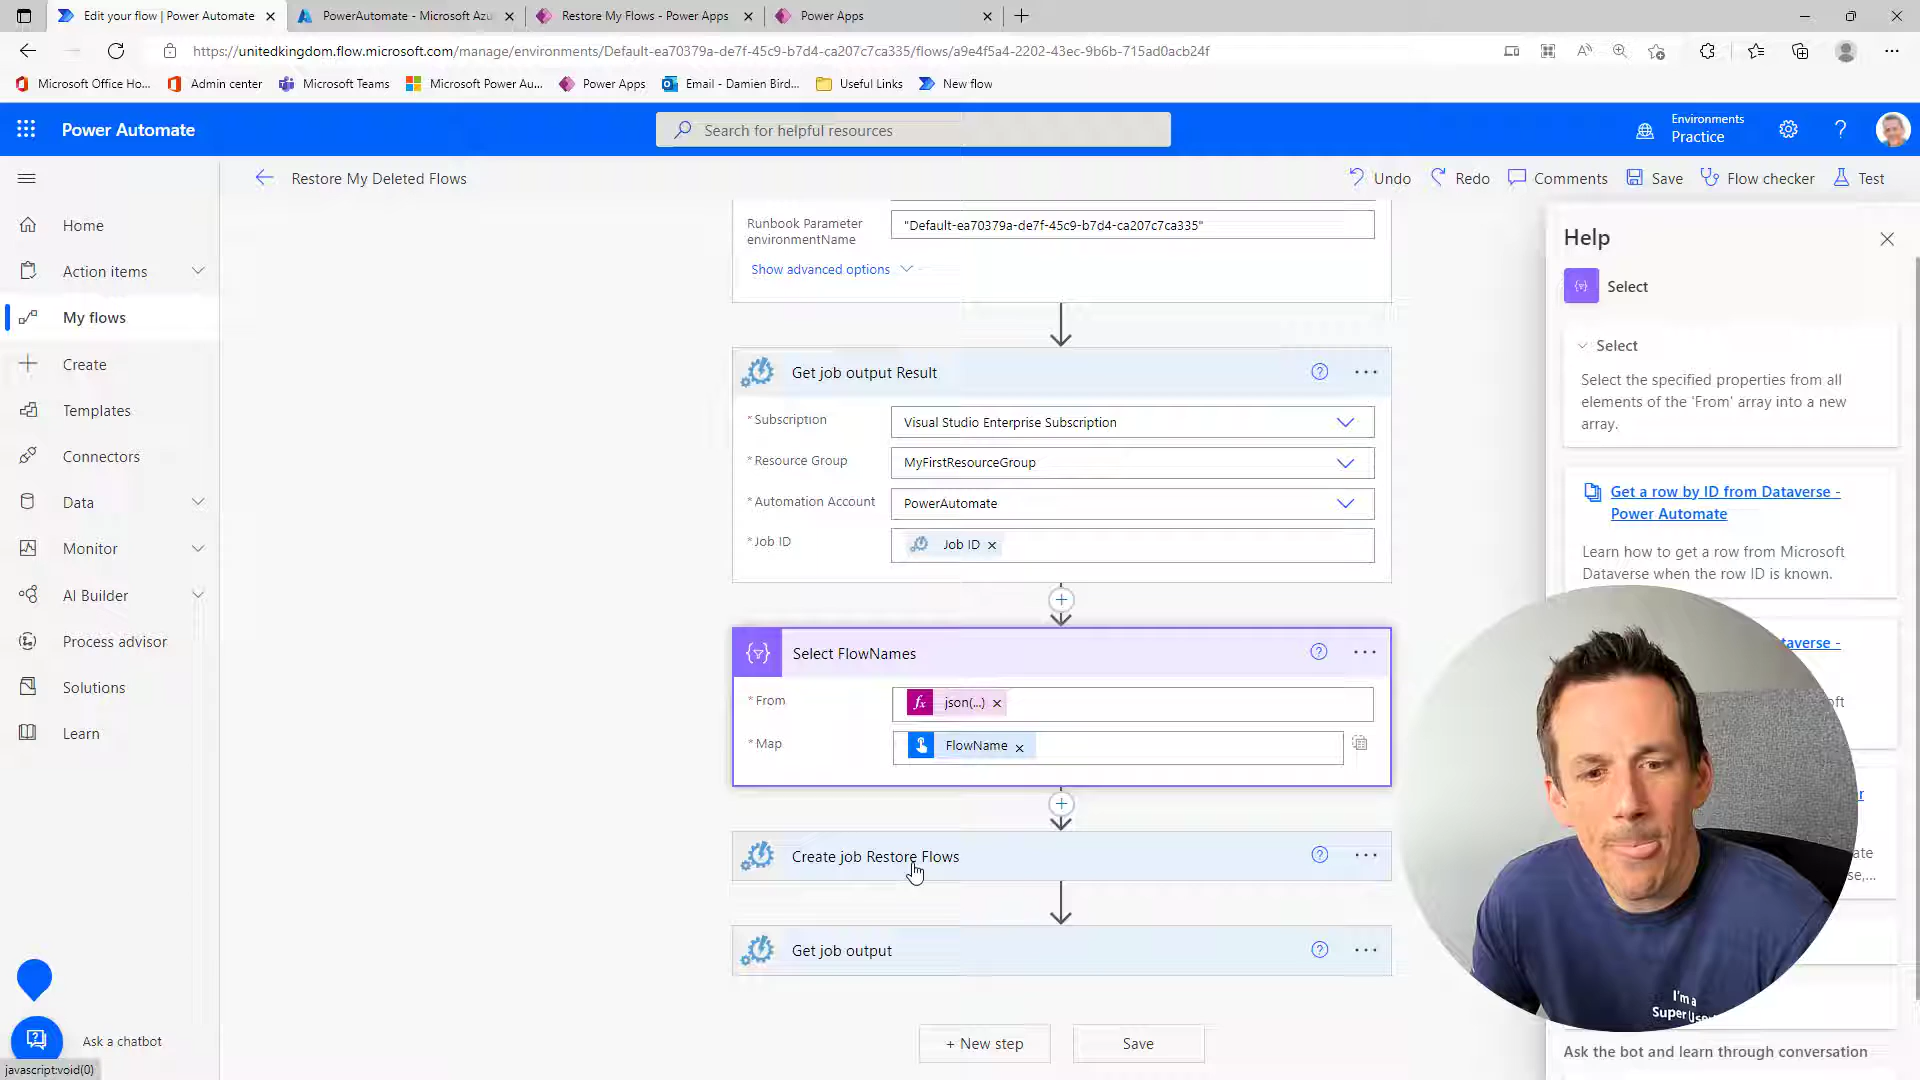 Edit your flow | Power Automate
PowerAutomate - Microsoft Azu
Restore My Flows - Power Apps
Power Apps
https://unitedkingdom.flow.microsoft.com/manage/environments/Default-ea70379a-de7f-45c9-b7d4-ca207c7ca335/flows/a9e4f5a4-2202-43ec-9b6b-715ad0acb24f
Microsoft Office Ho...
Admin center
Microsoft Teams
Microsoft Power Au...
Power Apps
Email - Damien Bird...
Useful Links
New flow
Power Automate
Search for helpful resources
Environments
Practice
Restore My Deleted Flows
Undo
Redo
Comments
Save
Flow checker
Test
Home
Action items
My flows
Create
Templates
Connectors
Data
Monitor
AI Builder
Process advisor
Solutions
Learn
Ask a chatbot
javascript:void(0)
Runbook Parameter
environmentName
"Default-ea70379a-de7f-45c9-b7d4-ca207c7ca335"
Show advanced options
Get job output Result
* Subscription
Visual Studio Enterprise Subscription
* Resource Group
MyFirstResourceGroup
* Automation Account
PowerAutomate
* Job ID
Job ID
Select FlowNames
* From
fx json(...)
* Map
FlowName
Create job Restore Flows
Get job output
+ New step
Save
Help
Select
Select
Select the specified properties from all
elements of the 'From' array into a new
array.
Get a row by ID from Dataverse -
Power Automate
Learn how to get a row from Microsoft
Dataverse when the row ID is known.
taverse -
I'm a
Super Use
Ask the bot and learn through conversation